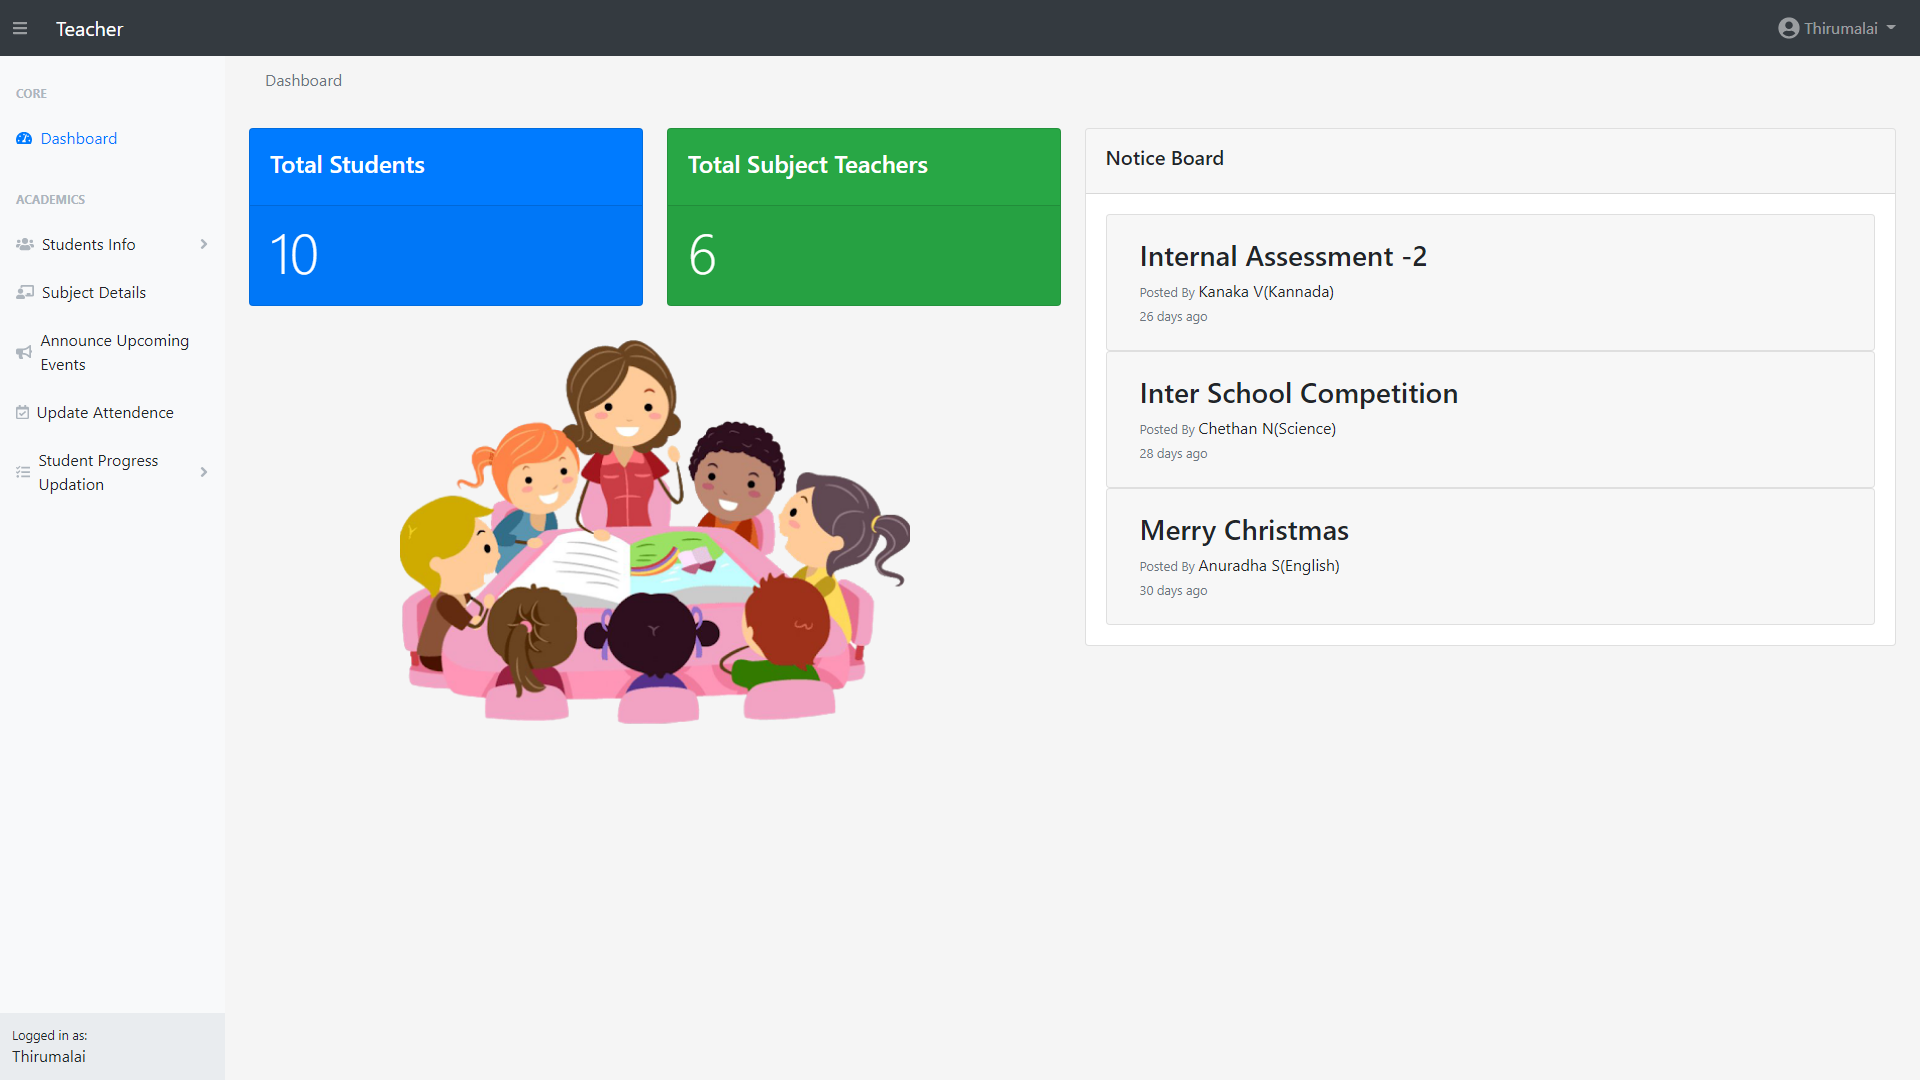 Teacher
Thirumalai
CORE
Dashboard
ACADEMICS
Students Info
Subject Details
Announce Upcoming
Events
Update Attendence
Student Progress
Updation
Logged in as:
Thirumalai
Dashboard
Total Students
10
Total Subject Teachers
6
Notice Board
Internal Assessment -2
Posted By Kanaka V(Kannada)
26 days ago
Inter School Competition
Posted By Chethan N(Science)
28 days ago
Merry Christmas
Posted By Anuradha S(English)
30 days ago